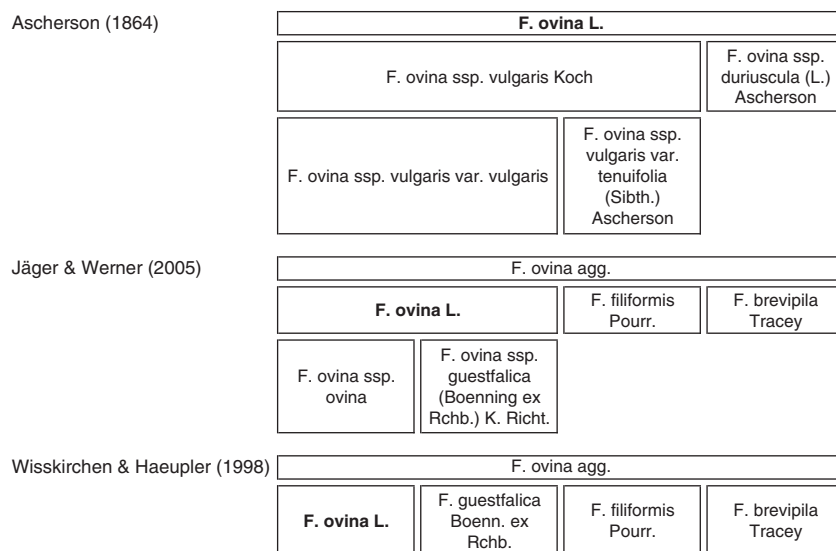 Ascherson (1864)
F. ovina L.
F. ovina ssp. vulgaris Koch
F. ovina ssp.
duriuscula (L.)
Ascherson
F. ovina ssp. vulgaris var. vulgaris
F. ovina ssp.
vulgaris var.
tenuifolia
(Sibth.)
Ascherson
Jäger & Werner (2005)
F. ovina agg.
F. ovina L.
F. filiformis
Pourr.
F. brevipila
Tracey
F. ovina ssp.
ovina
F. ovina ssp.
guestfalica
(Boenning ex
Rchb.) K. Richt.
Wisskirchen & Haeupler (1998)
F. ovina agg.
F. ovina L.
F. guestfalica
Boenn. ex
Rchb.
F. filiformis
Pourr.
F. brevipila
Tracey